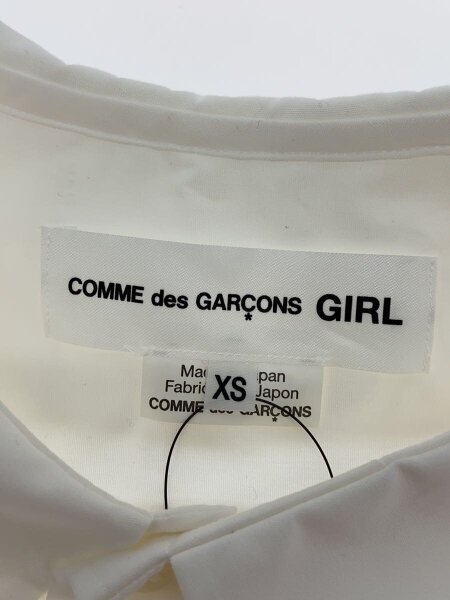 COMME des GARÇONS GIRL
*
Japon
XS
COMME des GARÇONS
*